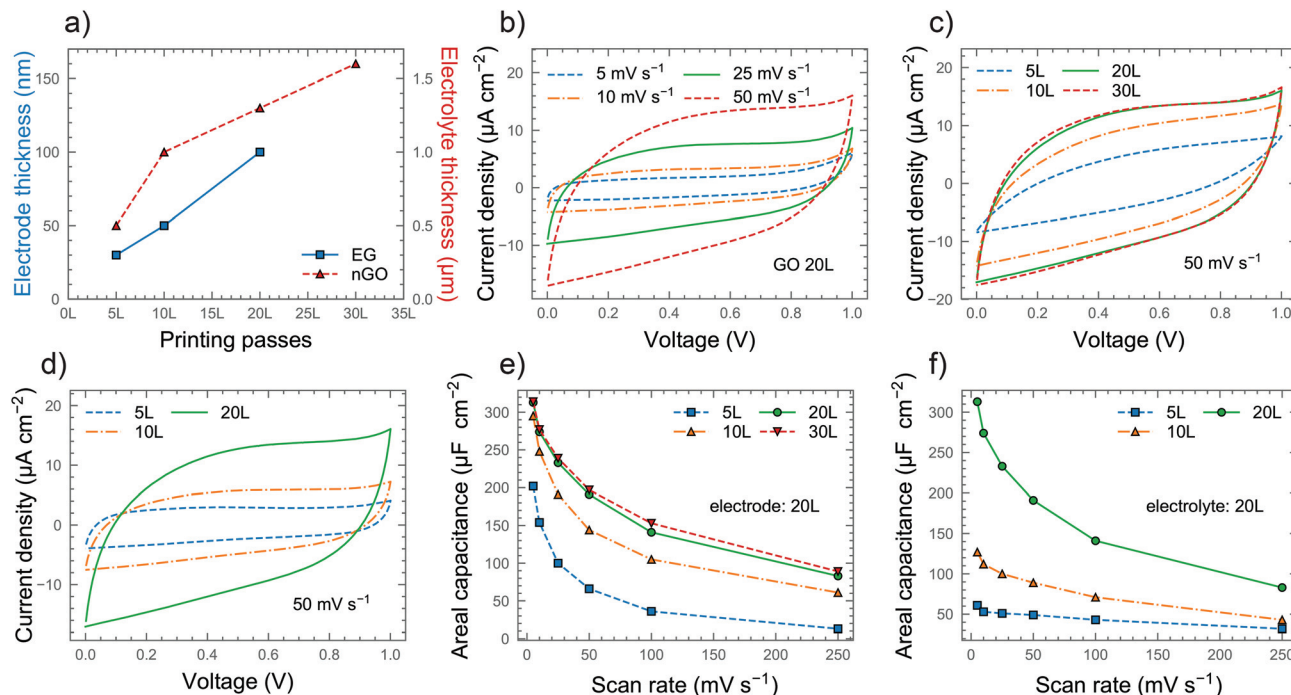 a)
Electrode thickness (nm)
150
100
50
0
0L 5L 10L 15L 20L 25L 30L 35L
Printing passes
EG
nGO
Electrolyte thickness (μm)
1.5
1.0
0.5
0.0
b)
Current density (μA cm⁻²)
20
10
0
−10
5 mV s⁻¹ 25 mV s⁻¹
10 mV s⁻¹ 50 mV s⁻¹
GO 20L
0.0 0.2 0.4 0.6 0.8 1.0
Voltage (V)
c)
Current density (μA cm⁻²)
20
10
0
−10
−20
5L 20L
10L 30L
50 mV s⁻¹
0.0 0.2 0.4 0.6 0.8 1.0
Voltage (V)
d)
Current density (μA cm⁻²)
20
10
0
−10
5L 20L
10L
50 mV s⁻¹
0.0 0.2 0.4 0.6 0.8 1.0
Voltage (V)
e)
Areal capacitance (μF cm⁻²)
300
250
200
150
100
50
0
5L 20L
10L 30L
electrode: 20L
0 50 100 150 200 250
Scan rate (mV s⁻¹)
f)
Areal capacitance (μF cm⁻²)
300
250
200
150
100
50
5L 20L
10L
electrolyte: 20L
0 50 100 150 200 250
Scan rate (mV s⁻¹)